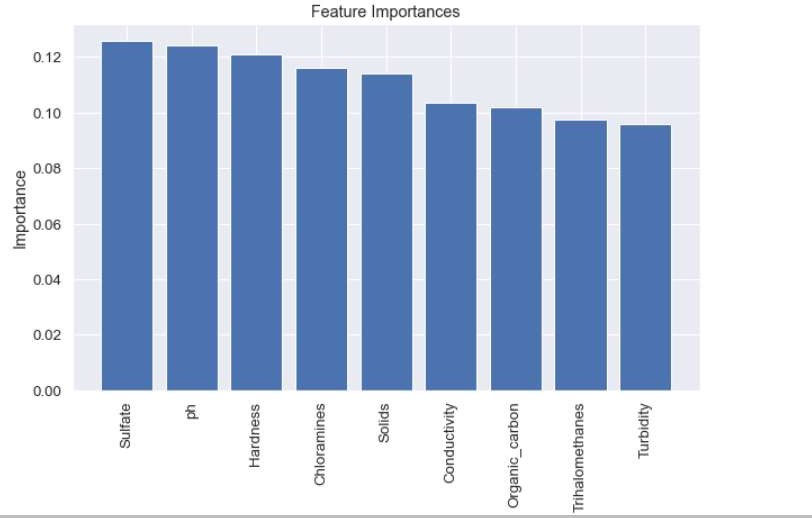 Feature Importances
Importance
0.12
0.10
0.08
0.06
0.04
0.02
0.00
Sulfate
ph
Hardness
Chloramines
Solids
Conductivity
Organic_carbon
Trihalomethanes
Turbidity